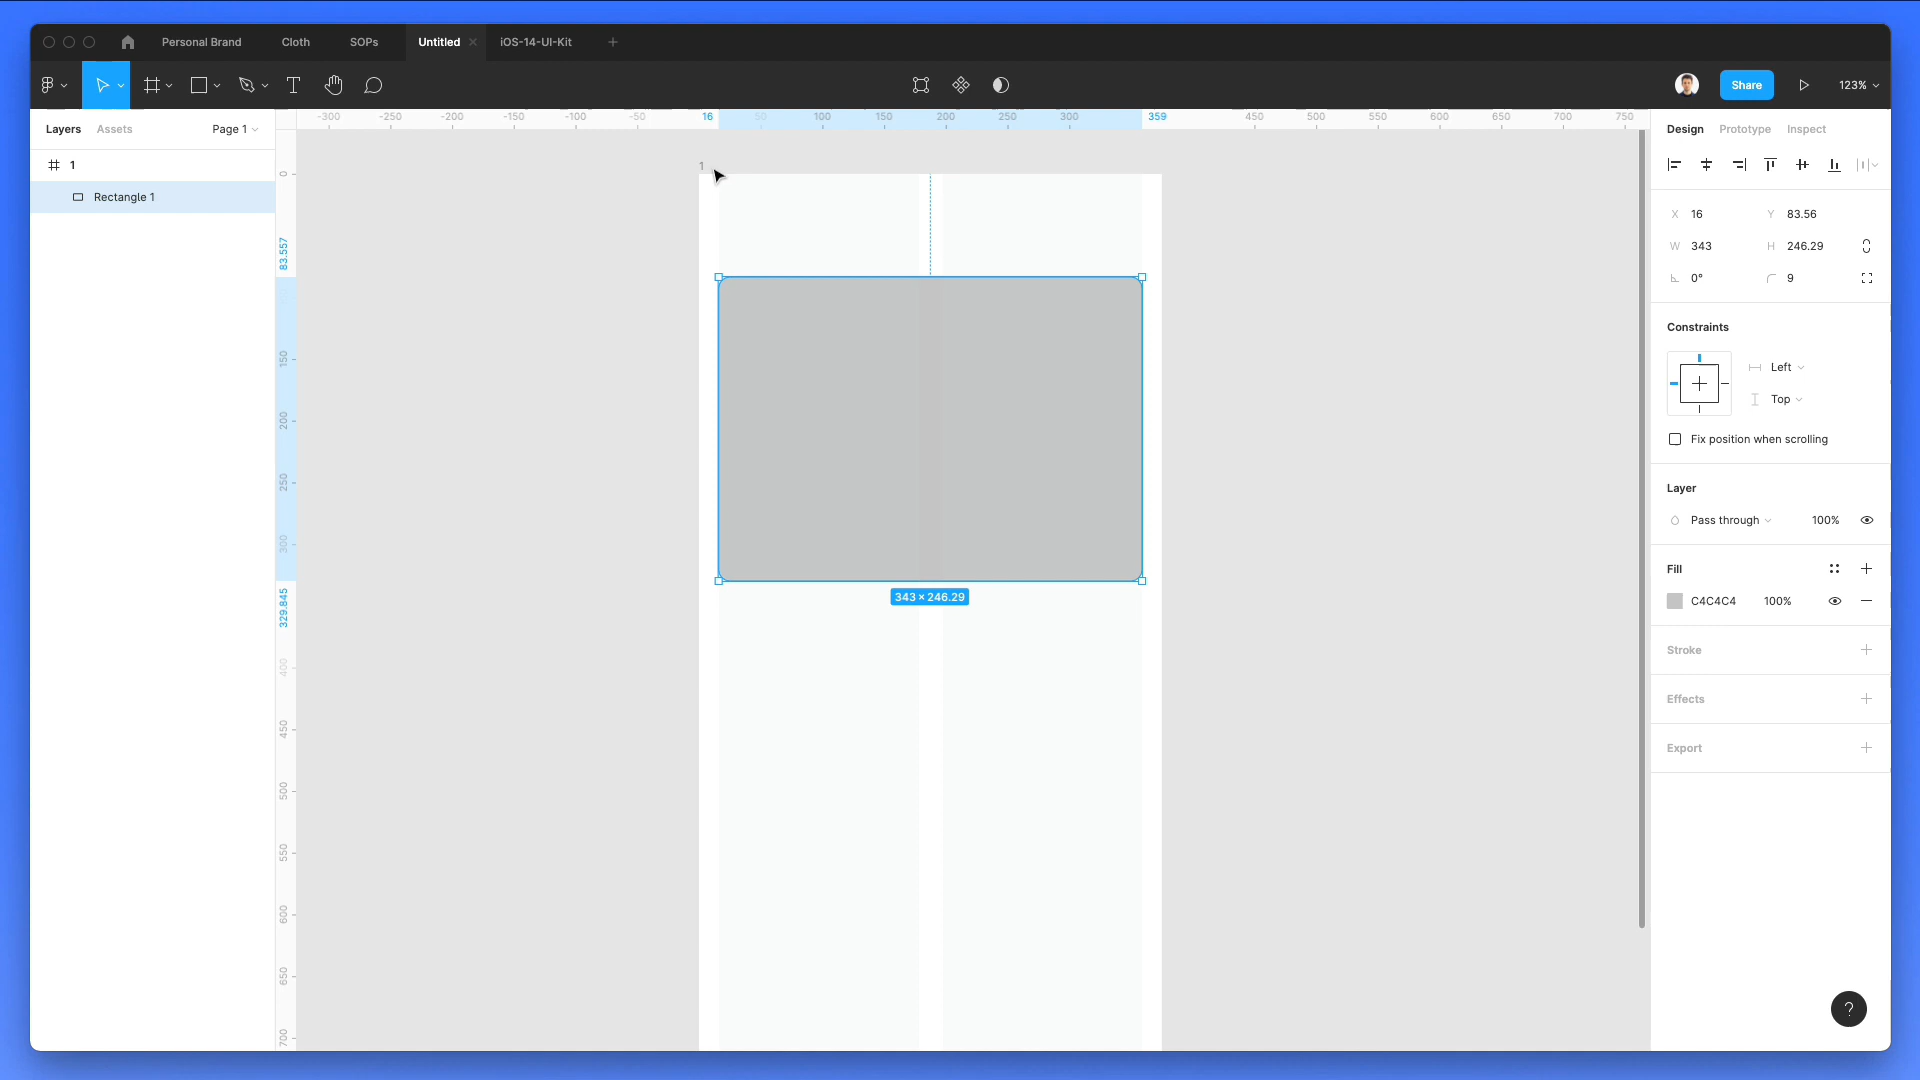 Personal Brand
Cloth
SOPs
Untitled
iOS-14-UI-Kit
Share
123%
Layers
Assets
Page 1
-300
-250
-200
-150
-100
-50
16
50
100
150
200
250
300
359
450
500
550
600
650
700
750
Design
Prototype
Inspect
1
Rectangle 1
1
0
83.557
150
200
250
300
329.845
400
450
500
550
600
650
700
343 × 246.29
X 16
Y 83.56
W 343
H 246.29
0°
9
Constraints
Left
Top
Fix position when scrolling
Layer
Pass through
100%
Fill
C4C4C4
100%
Stroke
Effects
Export
?